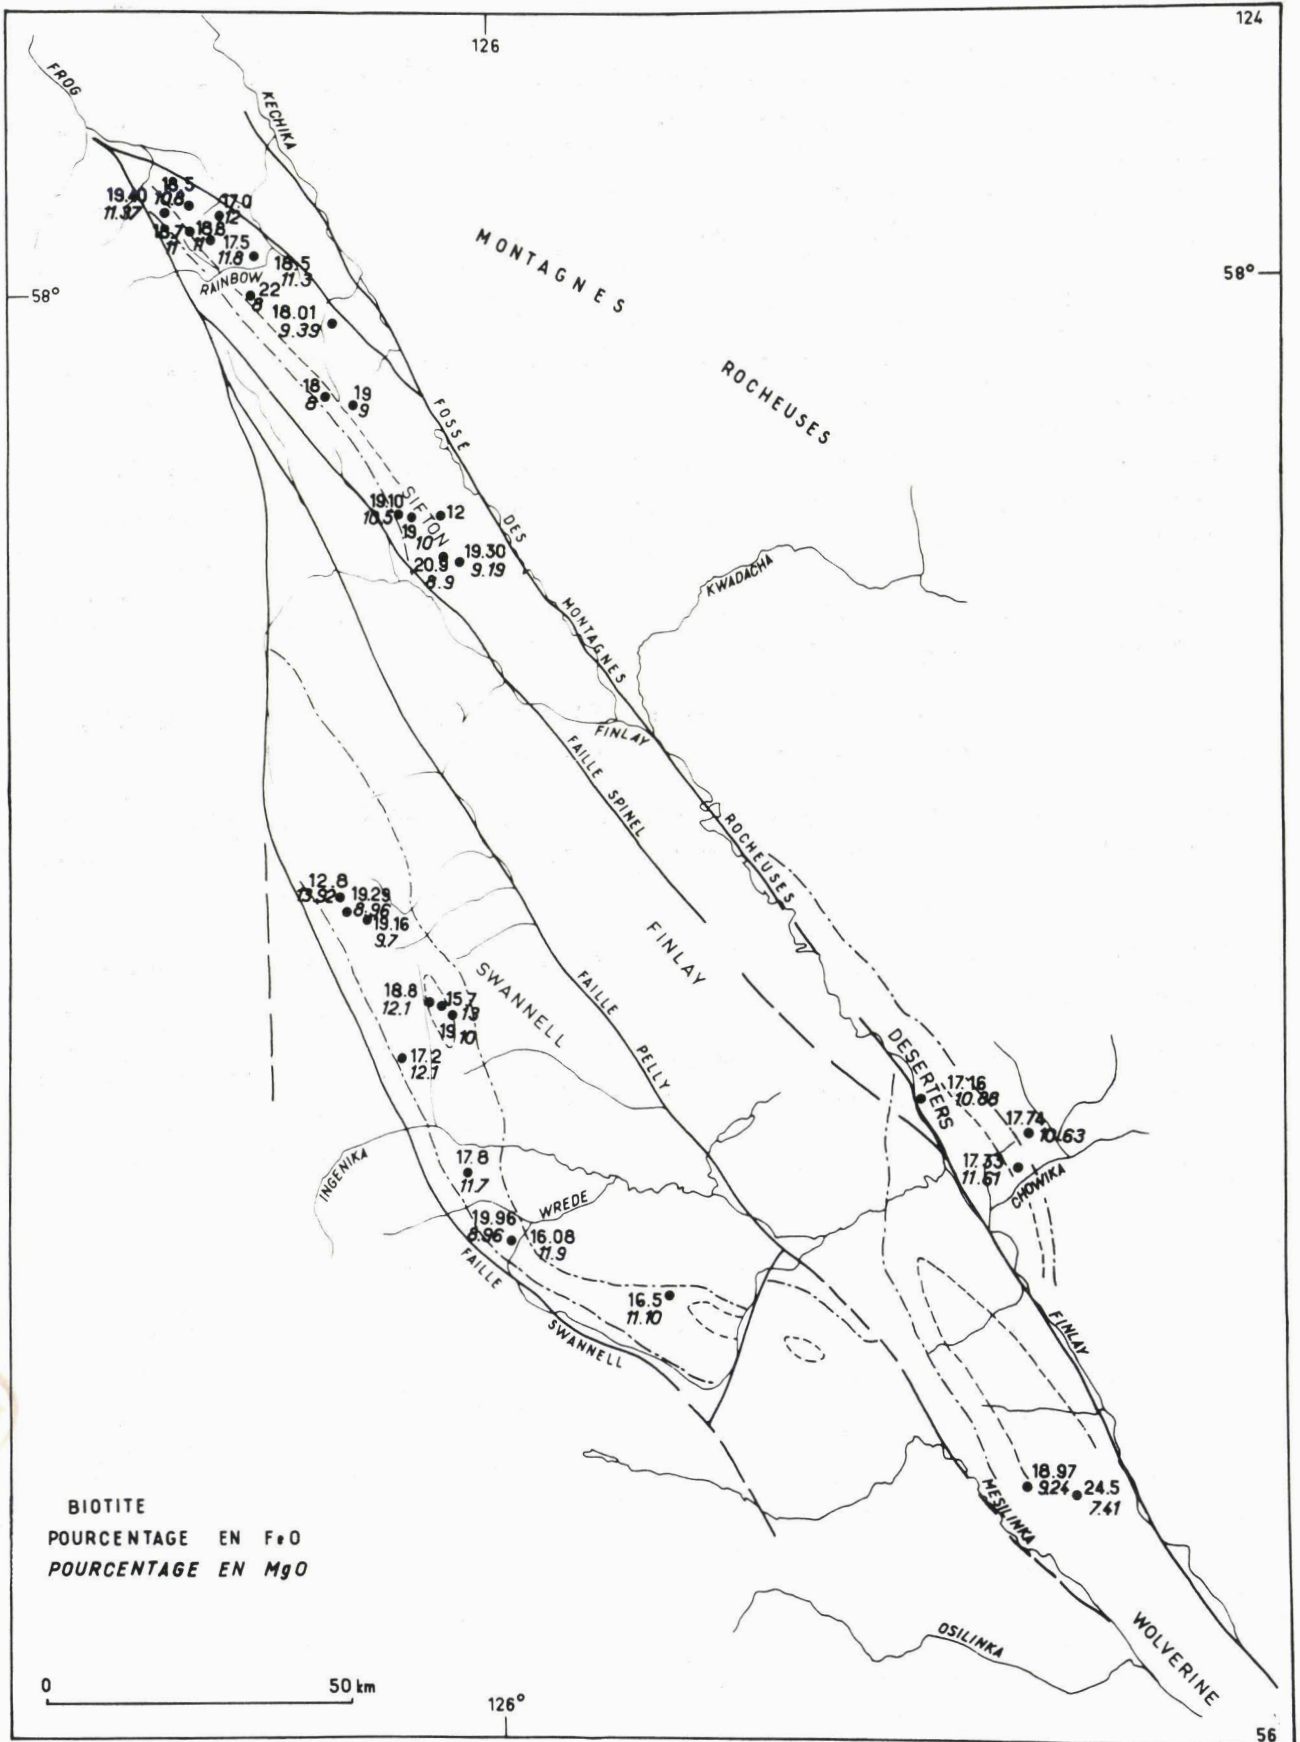 124
126
FROG
KECHIKA
18.5
10.8
19.40
11.37
17.0
12
18.7
11
18.8
11
17.5
11.8
18.5
11.3
RAINBOW
22
8
18.01
9.39
58°
58°
MONTAGNES
ROCHEUSES
18
8
19
9
FOSSE
DES
MONTAGNES
ROCHEUSES
SIFTON
19.10
10.5
19
10
12
20.9
8.9
19.30
9.19
KWADACHA
FINLAY
FAILLE SPINEL
FINLAY
12.8
13.92
19.29
8.96
19.16
9.7
SWANNELL
FAILLE
PELLY
18.8
12.1
15.7
13
19
10
17.2
12.1
DESERTERS
17.16
10.88
17.74
10.63
17.33
11.61
CHOWIKA
INGENIKA
17.8
11.7
WREDE
19.96
8.96
16.08
11.9
FAILLE
SWANNELL
16.5
11.10
FINLAY
18.97
9.24
24.5
7.41
MESILINKA
OSILINKA
WOLVERINE
BIOTITE
POURCENTAGE EN FeO
POURCENTAGE EN MgO
0
50 km
126°
56